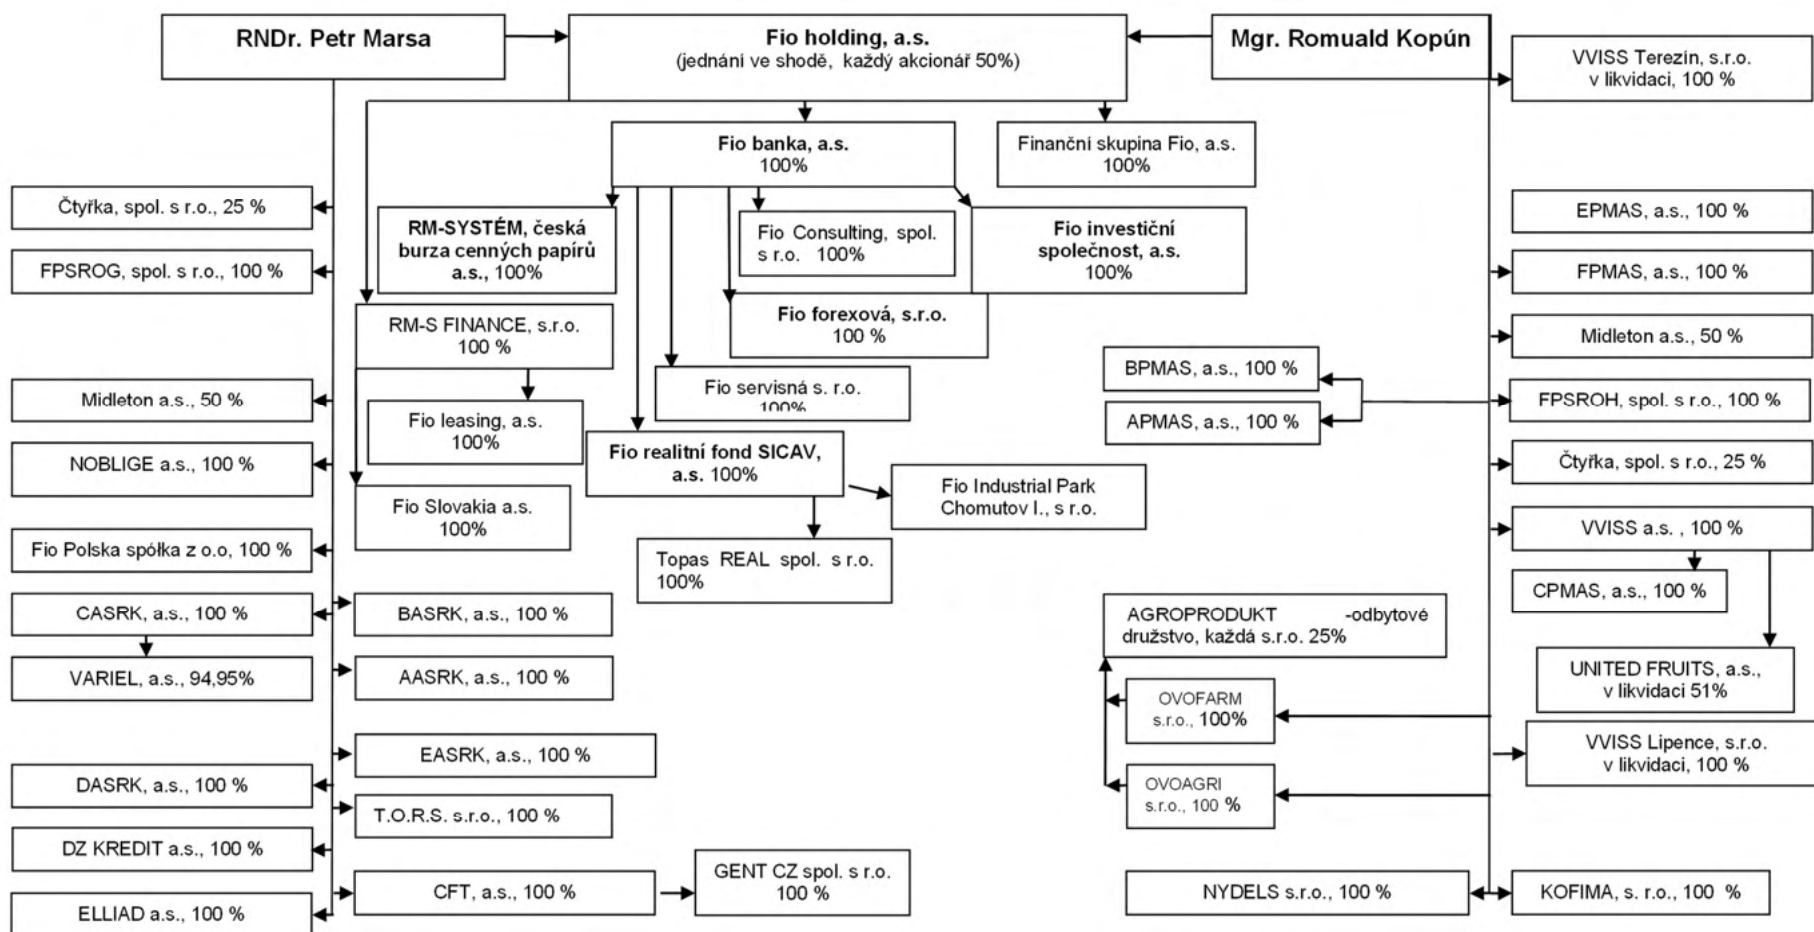 RNDr. Petr Marsa
Fio holding, a.s.
(jednání ve shodě, každý akcionář 50%)
Mgr. Romuald Kopún
VVISS Terezín, s.r.o.
v likvidaci, 100 %
Fio banka, a.s.
100%
Finanční skupina Fio, a.s.
100%
Čtyřka, spol. s r.o., 25 %
RM-SYSTÉM, česká
burza cenných papírů
a.s., 100%
Fio Consulting, spol.
s r.o. 100%
Fio investiční
společnost, a.s.
100%
EPMAS, a.s., 100 %
FPSROG, spol. s r.o., 100 %
FPMAS, a.s., 100 %
RM-S FINANCE, s.r.o.
100 %
Fio forexová, s.r.o.
100 %
Midleton a.s., 50 %
BPMAS, a.s., 100 %
Midleton a.s., 50 %
Fio leasing, a.s.
100%
Fio servisná s. r.o.
100%
APMAS, a.s., 100 %
FPSROH, spol. s r.o., 100 %
NOBLIGE a.s., 100 %
Fio realitní fond SICAV,
a.s. 100%
Čtyřka, spol. s r.o., 25 %
Fio Slovakia a.s.
100%
Fio Industrial Park
Chomutov I., s r.o.
VVISS a.s. , 100 %
Fio Polska spółka z o.o, 100 %
Topas REAL spol. s r.o.
100%
CPMAS, a.s., 100 %
CASRK, a.s., 100 %
BASRK, a.s., 100 %
AGROPRODUKT -odbytové
družstvo, každá s.r.o. 25%
VARIEL, a.s., 94,95%
AASRK, a.s., 100 %
UNITED FRUITS, a.s.,
v likvidaci 51%
OVOFARM
s.r.o., 100%
EASRK, a.s., 100 %
VVISS Lipence, s.r.o.
v likvidaci, 100 %
DASRK, a.s., 100 %
OVOAGRI
s.r.o., 100 %
T.O.R.S. s.r.o., 100 %
DZ KREDIT a.s., 100 %
CFT, a.s., 100 %
GENT CZ spol. s r.o.
100 %
NYDELS s.r.o., 100 %
KOFIMA, s. r.o., 100 %
ELLIAD a.s., 100 %